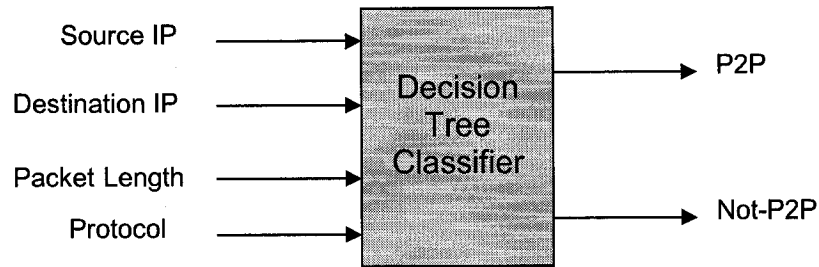 Source IP
Destination IP
Packet Length
Protocol
Decision
Tree
Classifier
P2P
Not-P2P